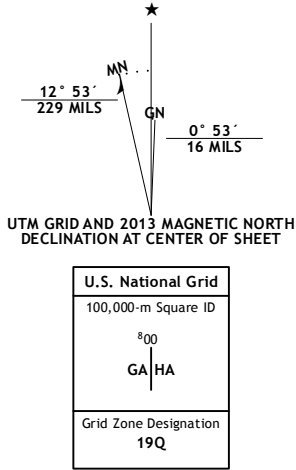 ★
MN
12° 53´
229 MILS
GN
0° 53´
16 MILS
UTM GRID AND 2013 MAGNETIC NORTH
DECLINATION AT CENTER OF SHEET
U.S. National Grid
100,000-m Square ID
⁸00
GA HA
Grid Zone Designation
19Q